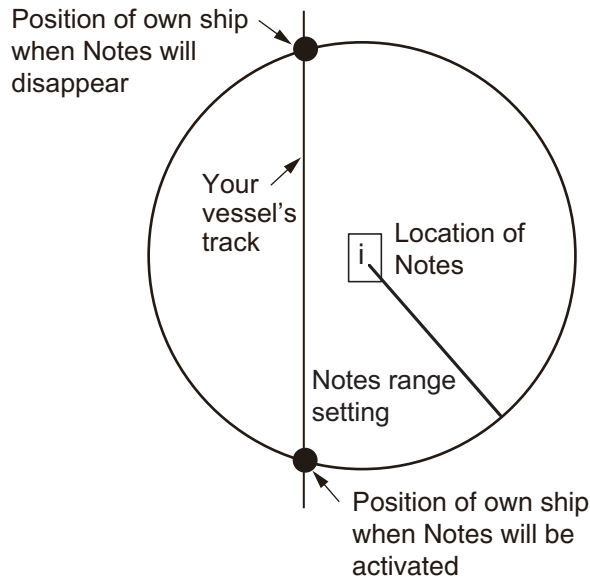 Position of own ship
when Notes will
disappear
Your
vessel's
track
i
Location of
Notes
Notes range
setting
Position of own ship
when Notes will be
activated